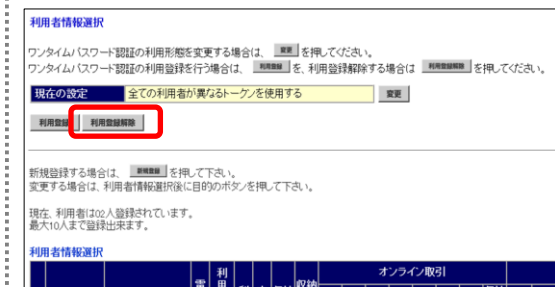 利用者情報選択
ワンタイムパスワード認証の利用形態を変更する場合は、 変更 を押してください。
ワンタイムパスワード認証の利用登録を行う場合は、 利用登録 を、利用登録解除する場合は 利用登録解除 を押してください。
現在の設定 全ての利用者が異なるトークンを使用する 変更
利用登録 利用登録解除
新規登録する場合は、 新規登録 を押して下さい。
変更する場合は、利用者情報選択後に目的のボタンを押して下さい。
現在、利用者は02人登録されています。
最大10人まで登録出来ます。
利用者情報選択
オンライン取引
電 利用 収納